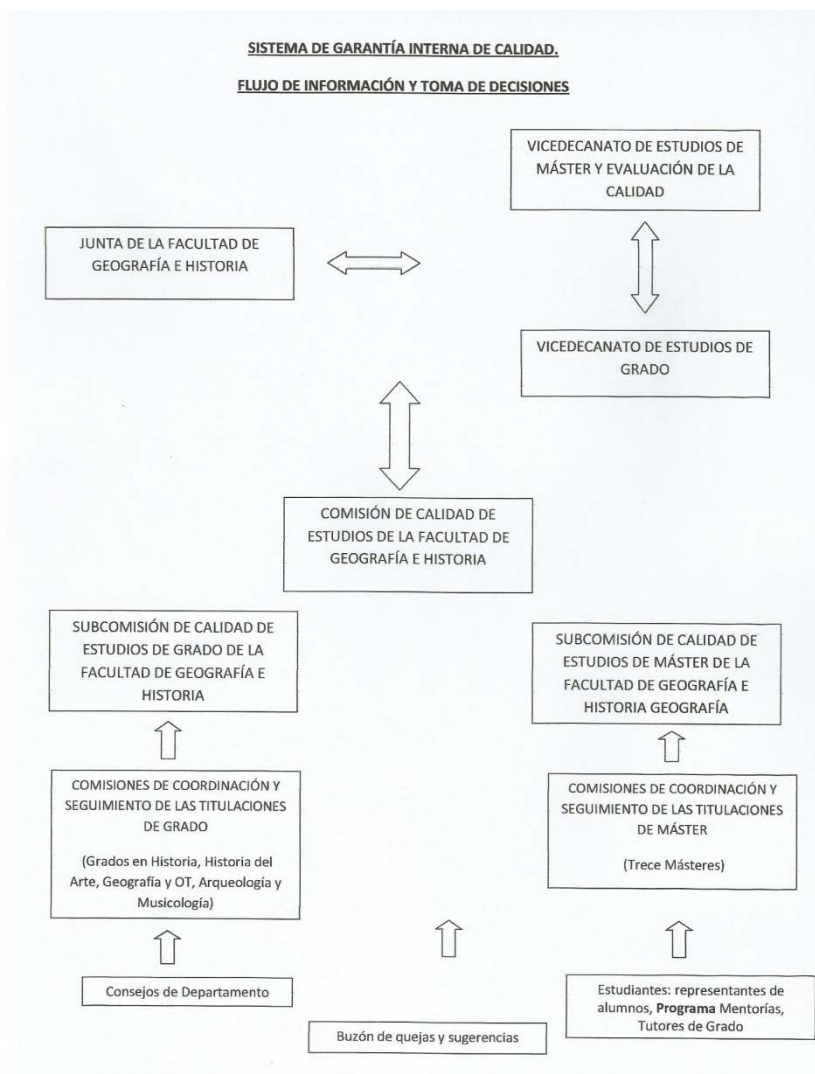 SISTEMA DE GARANTÍA INTERNA DE CALIDAD.
FLUJO DE INFORMACIÓN Y TOMA DE DECISIONES
VICEDECANATO DE ESTUDIOS DE
MÁSTER Y EVALUACIÓN DE LA
CALIDAD
JUNTA DE LA FACULTAD DE
GEOGRAFÍA E HISTORIA
VICEDECANATO DE ESTUDIOS DE
GRADO
COMISIÓN DE CALIDAD DE
ESTUDIOS DE LA FACULTAD DE
GEOGRAFÍA E HISTORIA
SUBCOMISIÓN DE CALIDAD DE
ESTUDIOS DE GRADO DE LA
FACULTAD DE GEOGRAFÍA E
HISTORIA
SUBCOMISIÓN DE CALIDAD DE
ESTUDIOS DE MÁSTER DE LA
FACULTAD DE GEOGRAFÍA E
HISTORIA GEOGRAFÍA
COMISIONES DE COORDINACIÓN Y
SEGUIMIENTO DE LAS TITULACIONES
DE GRADO
(Grados en Historia, Historia del
Arte, Geografía y OT, Arqueología y
Musicología)
COMISIONES DE COORDINACIÓN Y
SEGUIMIENTO DE LAS TITULACIONES
DE MÁSTER
(Trece Másteres)
Consejos de Departamento
Buzón de quejas y sugerencias
Estudiantes: representantes de
alumnos, Programa Mentorías,
Tutores de Grado